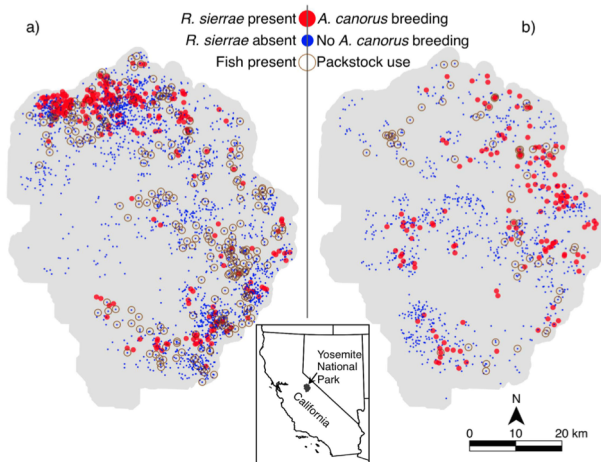 R. sierrae present A. canorus breeding
a) R. sierrae absent No A. canorus breeding b)
Fish present Packstock use
Yosemite
National
Park
California
N
0 10 20 km